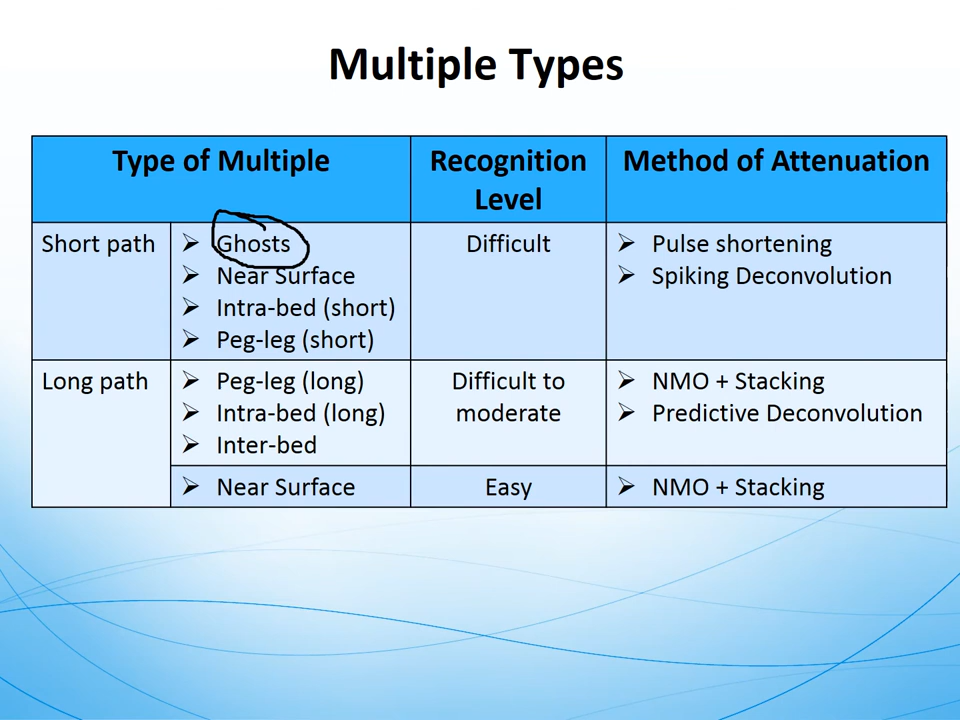 Multiple Types
Type of Multiple
Recognition
Level
Method of Attenuation
Short path
➢ Ghosts
➢ Near Surface
➢ Intra-bed (short)
➢ Peg-leg (short)
Difficult
➢ Pulse shortening
➢ Spiking Deconvolution
Long path
➢ Peg-leg (long)
➢ Intra-bed (long)
➢ Inter-bed
Difficult to
moderate
➢ NMO + Stacking
➢ Predictive Deconvolution
➢ Near Surface
Easy
➢ NMO + Stacking